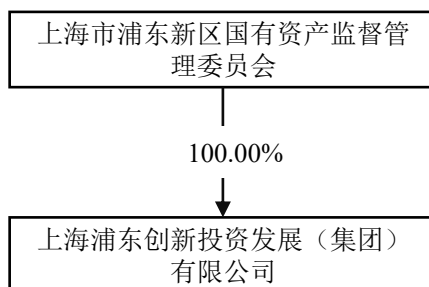 上海市浦东新区国有资产监督管
理委员会
100.00%
上海浦东创新投资发展（集团）
有限公司